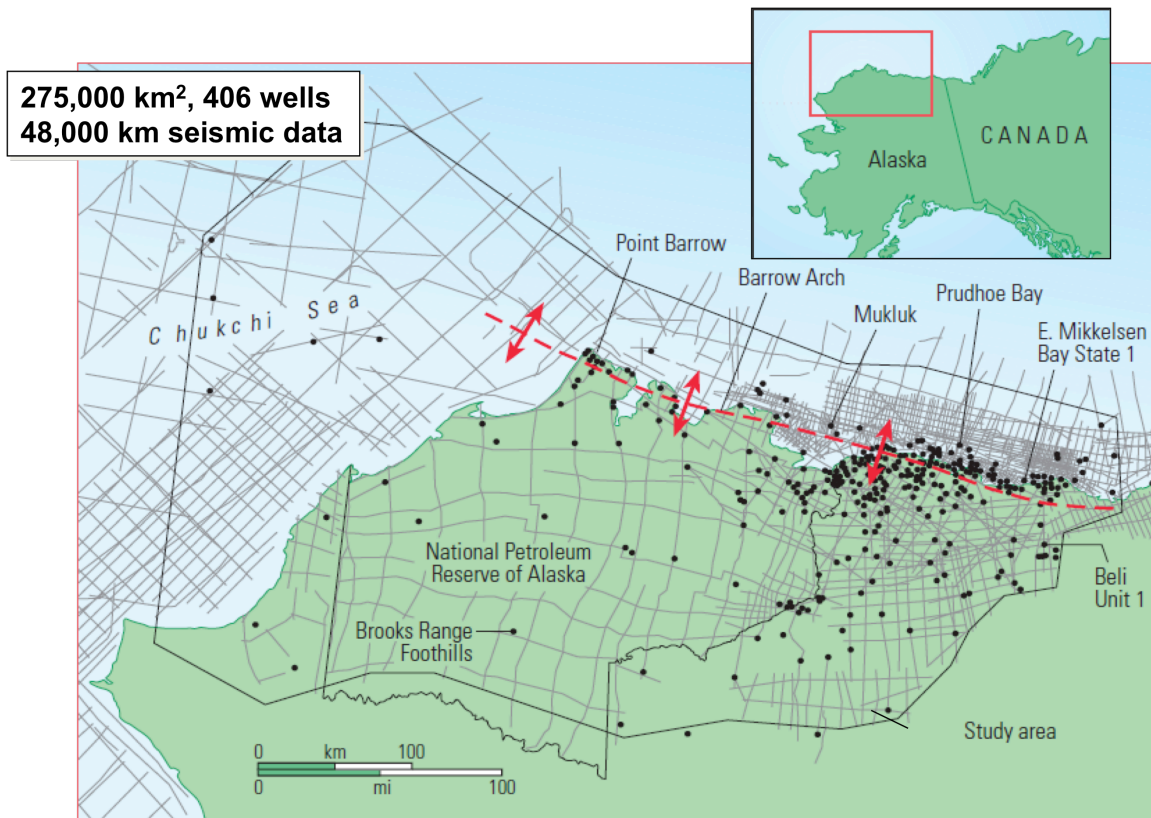 275,000 km², 406 wells
48,000 km seismic data
CANADA
Alaska
Point Barrow
Barrow Arch
Prudhoe Bay
Mukluk
E. Mikkelsen
Bay State 1
Chukchi Sea
National Petroleum
Reserve of Alaska
Beli
Unit 1
Brooks Range
Foothills
Study area
0 km 100
0 mi 100